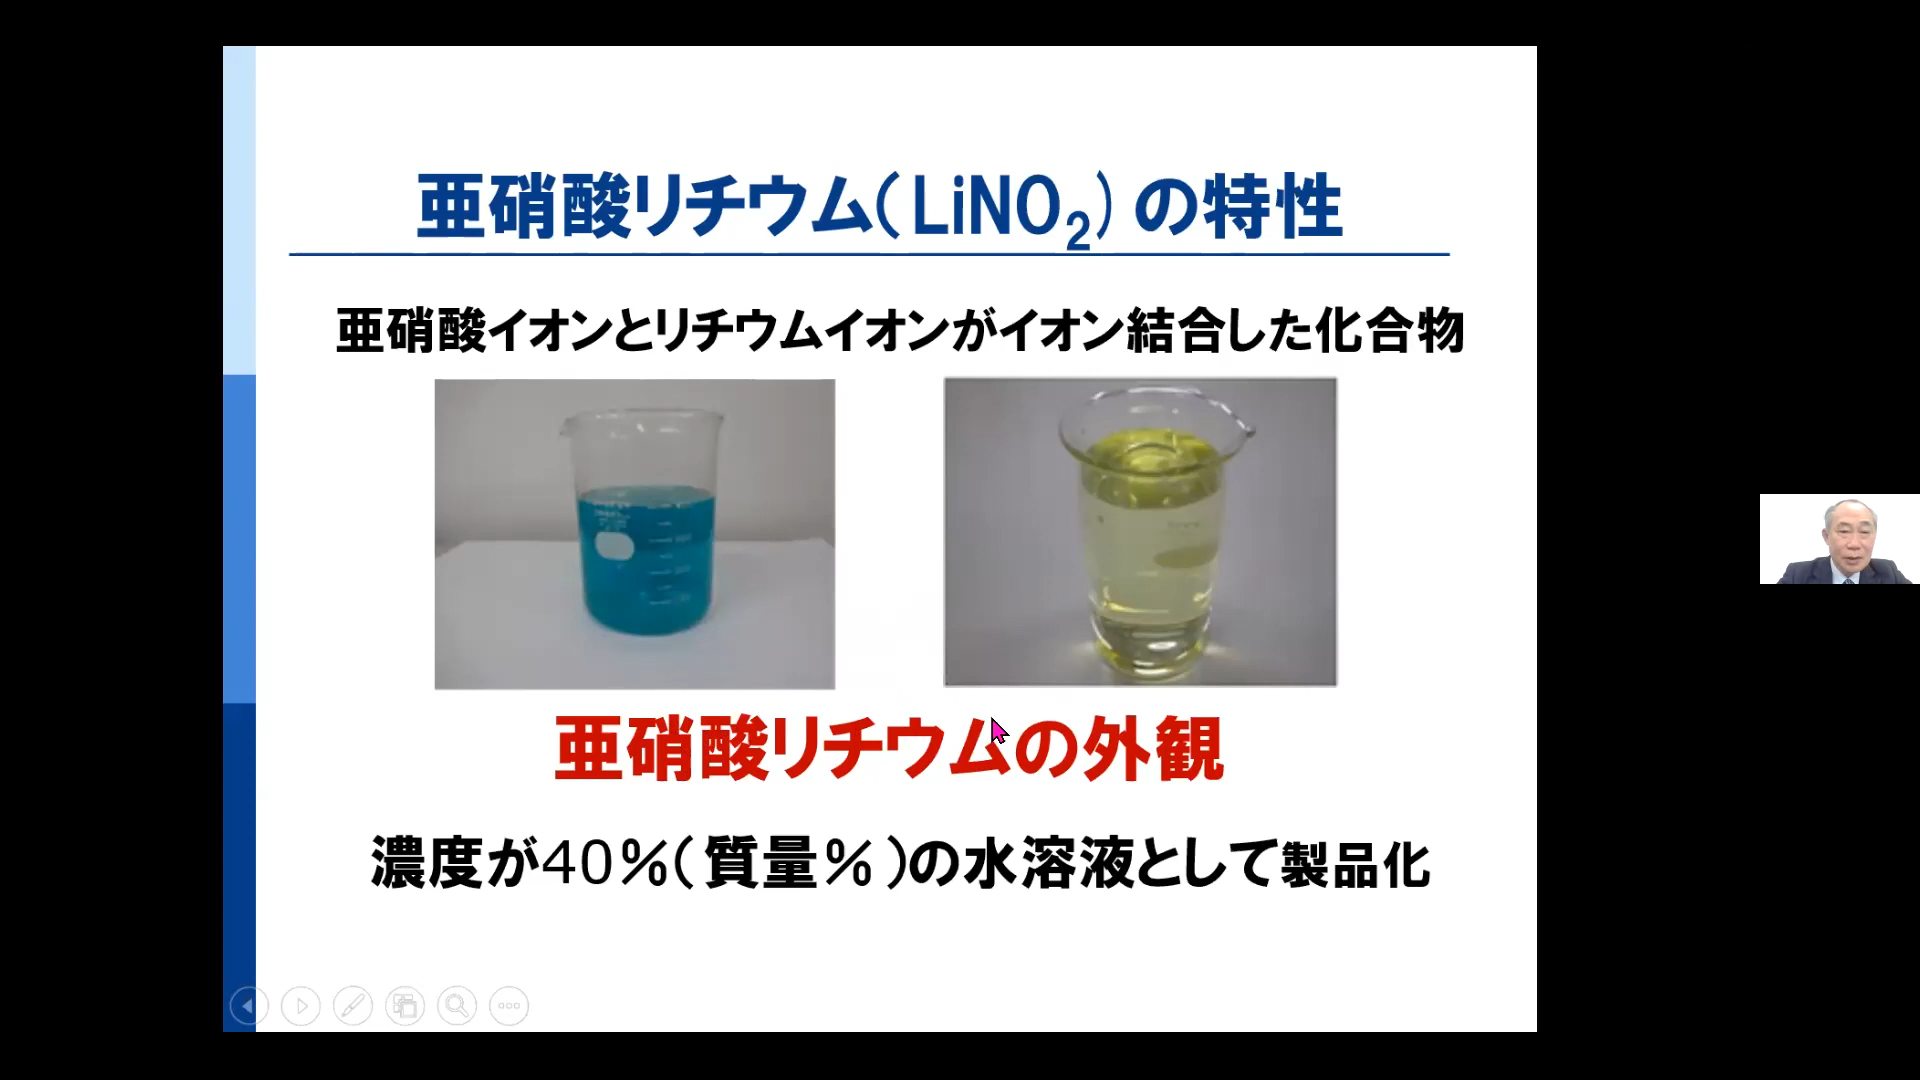 亜硝酸リチウム(LiNO₂)の特性
亜硝酸イオンとリチウムイオンがイオン結合した化合物
亜硝酸リチウムの外観
濃度が40%(質量%)の水溶液として製品化